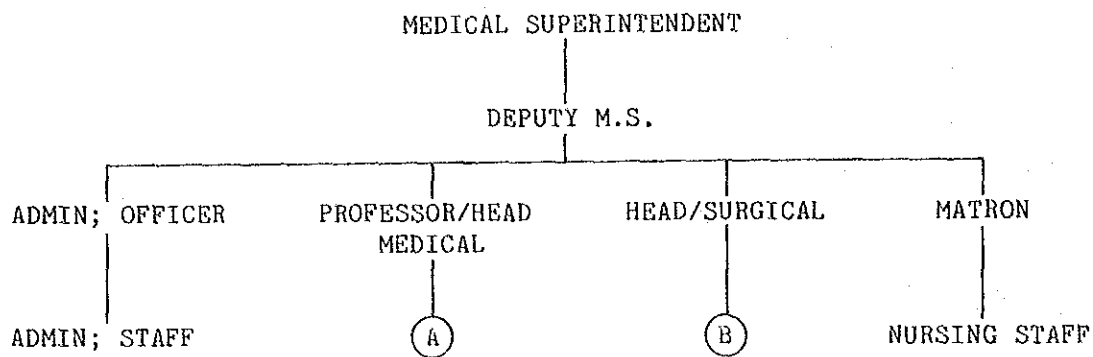 MEDICAL SUPERINTENDENT
DEPUTY M.S.
ADMIN; OFFICER PROFESSOR/HEAD HEAD/SURGICAL MATRON
MEDICAL
ADMIN; STAFF A B NURSING STAFF